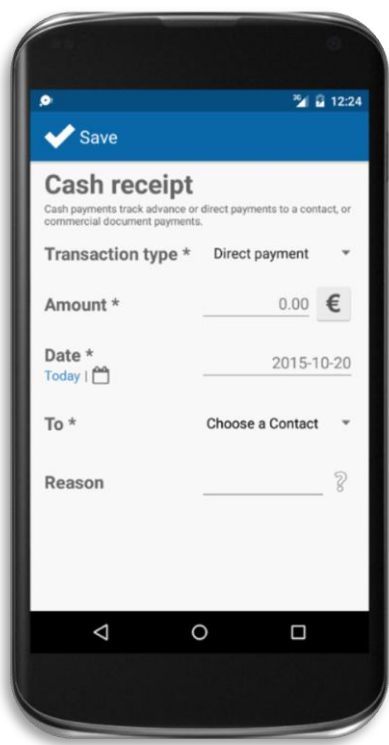 12:24
Save
Cash receipt
Cash payments track advance or direct payments to a contact, or
commercial document payments.
Transaction type * Direct payment
Amount * 0.00 €
Date * 2015-10-20
Today |
To * Choose a Contact
Reason ?